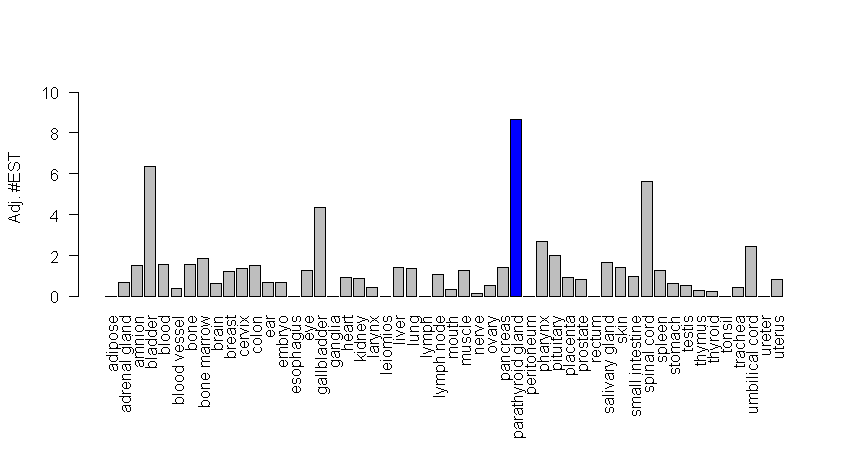 Adj. #EST
10
8
6
4
2
0
adipose
adrenal gland
amnion
bladder
blood
blood vessel
bone
bone marrow
brain
breast
cervix
colon
ear
embryo
esophagus
eye
gallbladder
ganglia
heart
kidney
larynx
leiomios
liver
lung
lymph
lymph node
mouth
muscle
nerve
ovary
pancreas
parathyroid gland
peritoneum
pharynx
pituitary
placenta
prostate
rectum
salivary gland
skin
small intestine
spinal cord
spleen
stomach
testis
thymus
thyroid
tonsil
trachea
umbilical cord
ureter
uterus